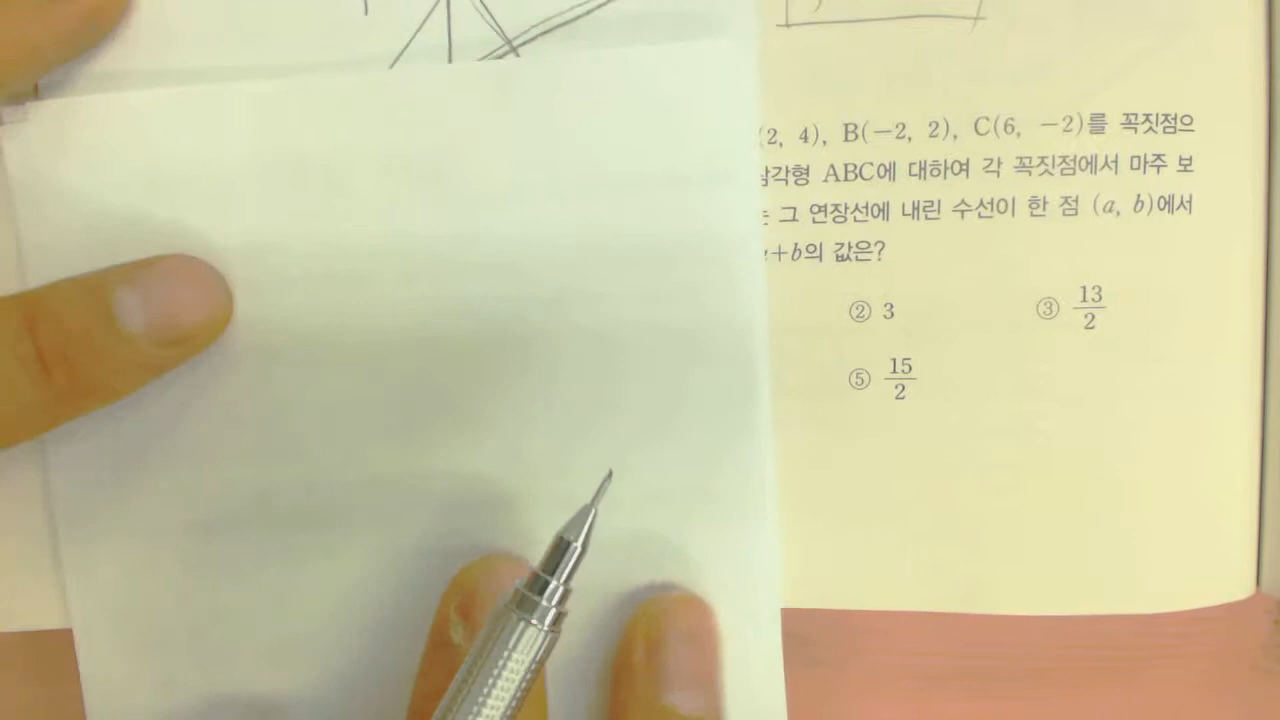 (2, 4), B(−2, 2), C(6, −2)를 꼭짓점으
삼각형 ABC에 대하여 각 꼭짓점에서 마주 보
그 연장선에 내린 수선이 한 점 (a, b)에서
+b의 값은?
② 3 ③ 13/2
⑤ 15/2